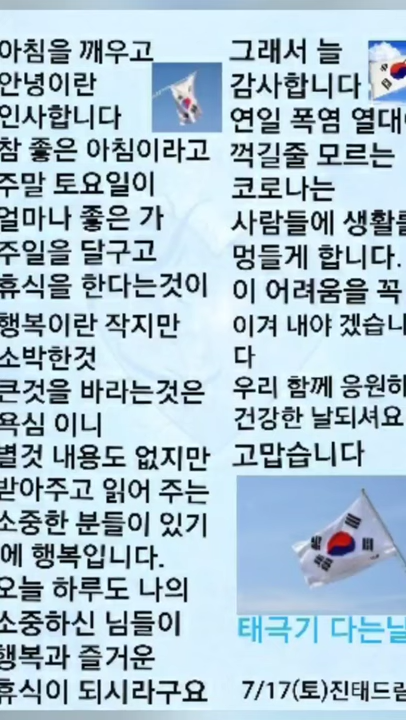 아침을 깨우고
안녕이란
인사합니다
참 좋은 아침이라고
주말 토요일이
얼마나 좋은 가
주일을 달구고
휴식을 한다는것이
행복이란 작지만
소박한것
큰것을 바라는것은
욕심 이니
별것 내용도 없지만
받아주고 읽어 주는
소중한 분들이 있기
에 행복입니다.
오늘 하루도 나의
소중하신 님들이
행복과 즐거운
휴식이 되시라구요
그래서 늘
감사합니다
연일 폭염 열대
꺽길줄 모르는
코로나는
사람들에 생활를
멍들게 합니다.
이 어려움을 꼭
이겨 내야 겠습니
다
우리 함께 응원하
건강한 날되셔요
고맙습니다
태극기 다는날
7/17(토)진태드림